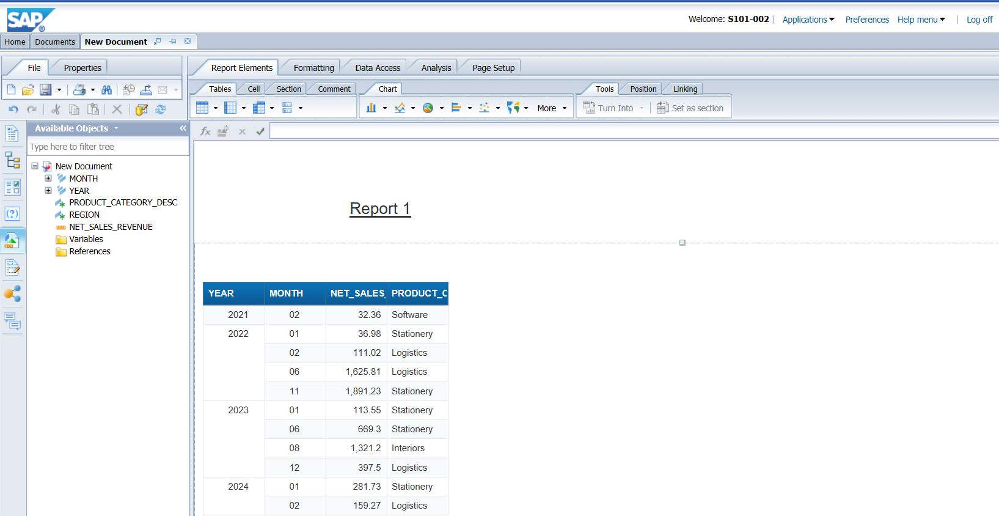 SAP®
Welcome: S101-002 | Applications Preferences Help menu | Log off
Home Documents New Document
File Properties Report Elements Formatting Data Access Analysis Page Setup
Tables Cell Section Comment Chart Tools Position Linking
More Turn Into Set as section
Available Objects «
Type here to filter tree
New Document
MONTH
YEAR
PRODUCT_CATEGORY_DESC
REGION
NET_SALES_REVENUE
Variables
References
fx
Report 1
YEAR MONTH NET_SALES_ PRODUCT_C
2021 02 32.36 Software
2022 01 36.98 Stationery
02 111.02 Logistics
06 1,625.81 Logistics
11 1,891.23 Stationery
2023 01 113.55 Stationery
06 669.3 Stationery
08 1,321.2 Interiors
12 397.5 Logistics
2024 01 281.73 Stationery
02 159.27 Logistics